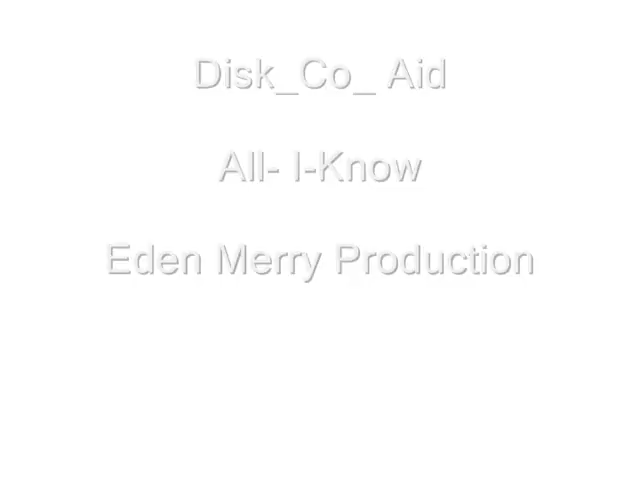 Disk_Co_ Aid
All- I-Know
Eden Merry Production